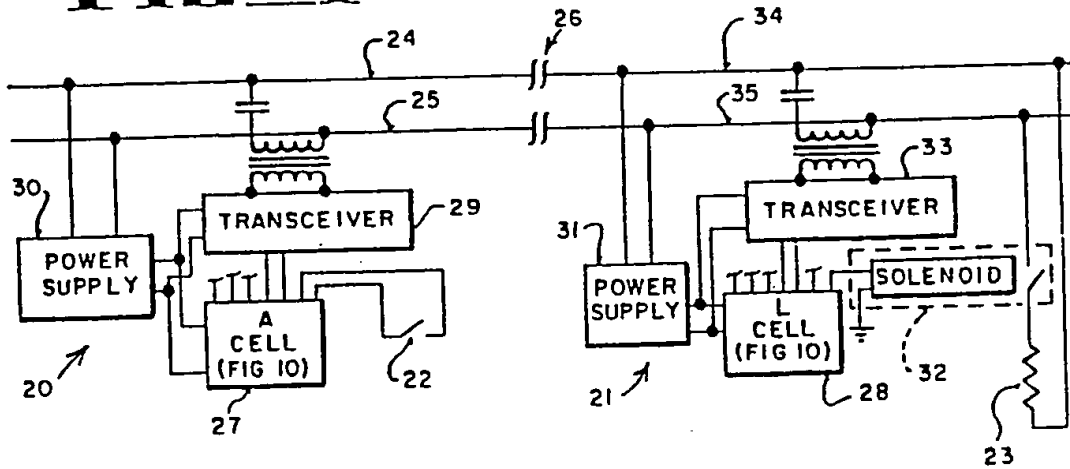 26
24
34
25
35
30
29
TRANSCEIVER
33
TRANSCEIVER
31
POWER
SUPPLY
A
CELL
(FIG 10)
22
20
27
POWER
SUPPLY
L
CELL
(FIG 10)
SOLENOID
32
21
28
23